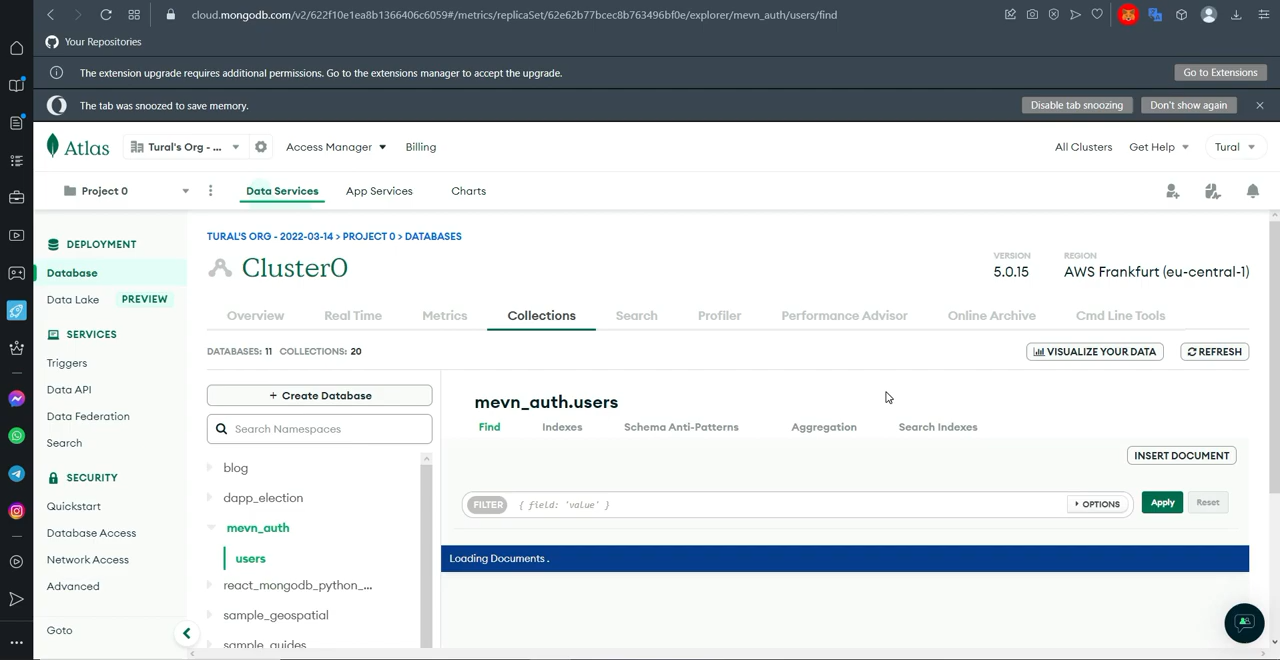 cloud.mongodb.com/v2/622f10e1ea8b1366406c6059#/metrics/replicaSet/62e62b77bcec8b763496bf0e/explorer/mevn_auth/users/find
Your Repositories
The extension upgrade requires additional permissions. Go to the extensions manager to accept the upgrade.
Go to Extensions
The tab was snoozed to save memory.
Disable tab snoozing
Don't show again
Atlas
Tural's Org - ...
Access Manager
Billing
All Clusters
Get Help
Tural
Project 0
Data Services
App Services
Charts
DEPLOYMENT
Database
Data Lake PREVIEW
SERVICES
Triggers
Data API
Data Federation
Search
SECURITY
Quickstart
Database Access
Network Access
Advanced
Goto
TURAL'S ORG - 2022-03-14 > PROJECT 0 > DATABASES
Cluster0
VERSION
5.0.15
REGION
AWS Frankfurt (eu-central-1)
Overview
Real Time
Metrics
Collections
Search
Profiler
Performance Advisor
Online Archive
Cmd Line Tools
DATABASES: 11 COLLECTIONS: 20
VISUALIZE YOUR DATA
REFRESH
+ Create Database
Search Namespaces
blog
dapp_election
mevn_auth
users
react_mongodb_python_...
sample_geospatial
sample_guides
mevn_auth.users
Find
Indexes
Schema Anti-Patterns
Aggregation
Search Indexes
INSERT DOCUMENT
FILTER { field: 'value' }
OPTIONS
Apply
Reset
Loading Documents .